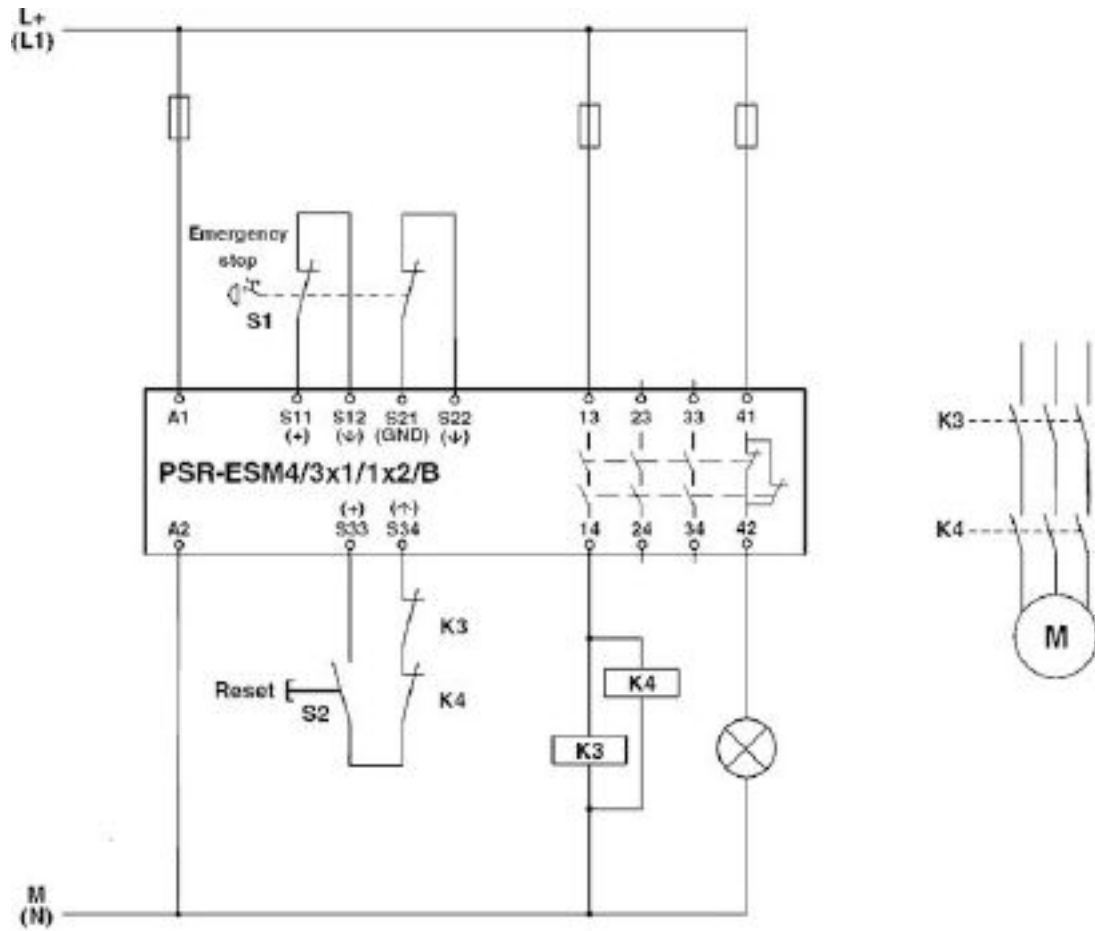 L+
(L1)
Emergency
stop
S1
A1 S11 S12 S21 S22 13 23 33 41
(+) (↓) (GND) (↓)
K3
PSR-ESM4/3x1/1x2/B
(+) (↑)
A2 S33 S34 14 24 34 42
K4
M
K3
Reset
S2
K4
K4
K3
M
(N)